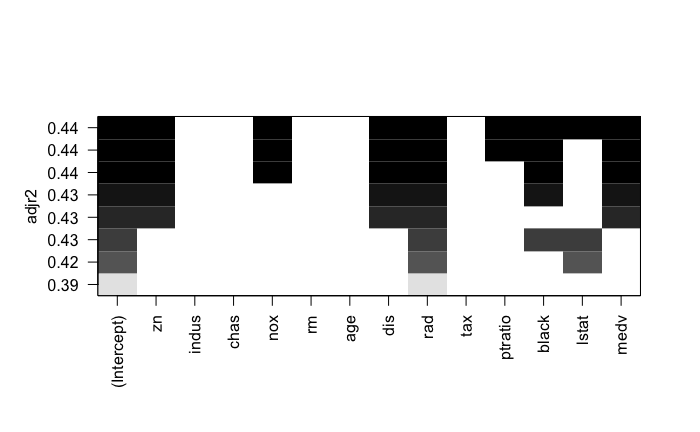 adjr2
0.44
0.44
0.44
0.43
0.43
0.43
0.42
0.39
(Intercept)
zn
indus
chas
nox
rm
age
dis
rad
tax
ptratio
black
lstat
medv